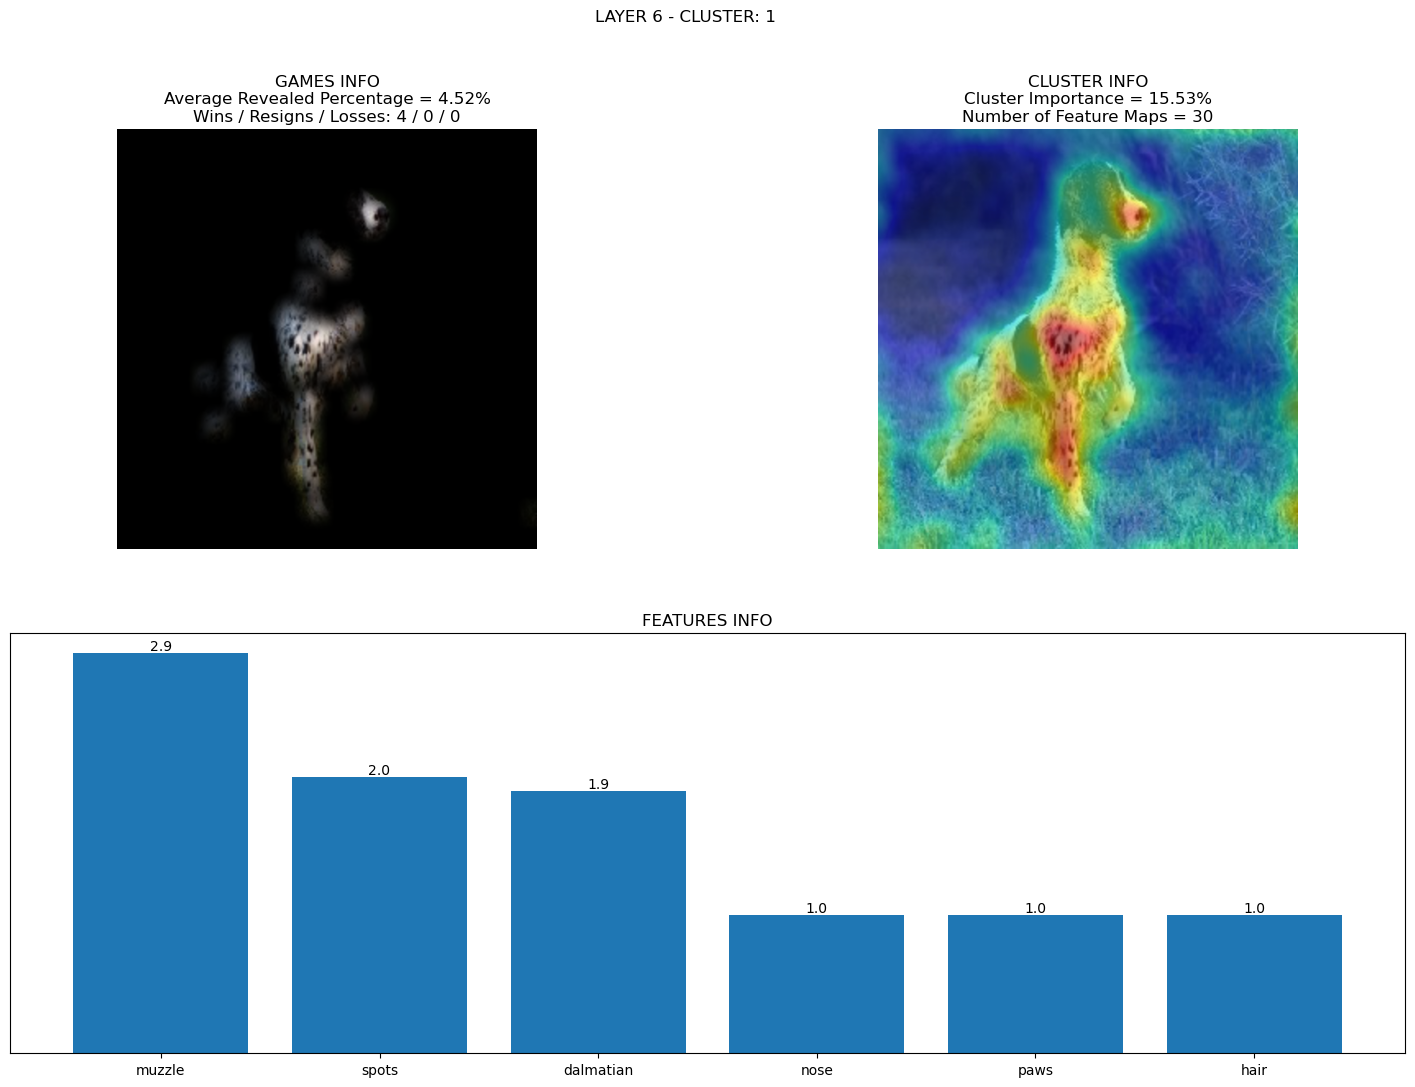 LAYER 6 - CLUSTER: 1
GAMES INFO
Average Revealed Percentage = 4.52%
Wins / Resigns / Losses: 4 / 0 / 0
CLUSTER INFO
Cluster Importance = 15.53%
Number of Feature Maps = 30
FEATURES INFO
2.9
2.0
1.9
1.0
1.0
1.0
muzzle
spots
dalmatian
nose
paws
hair